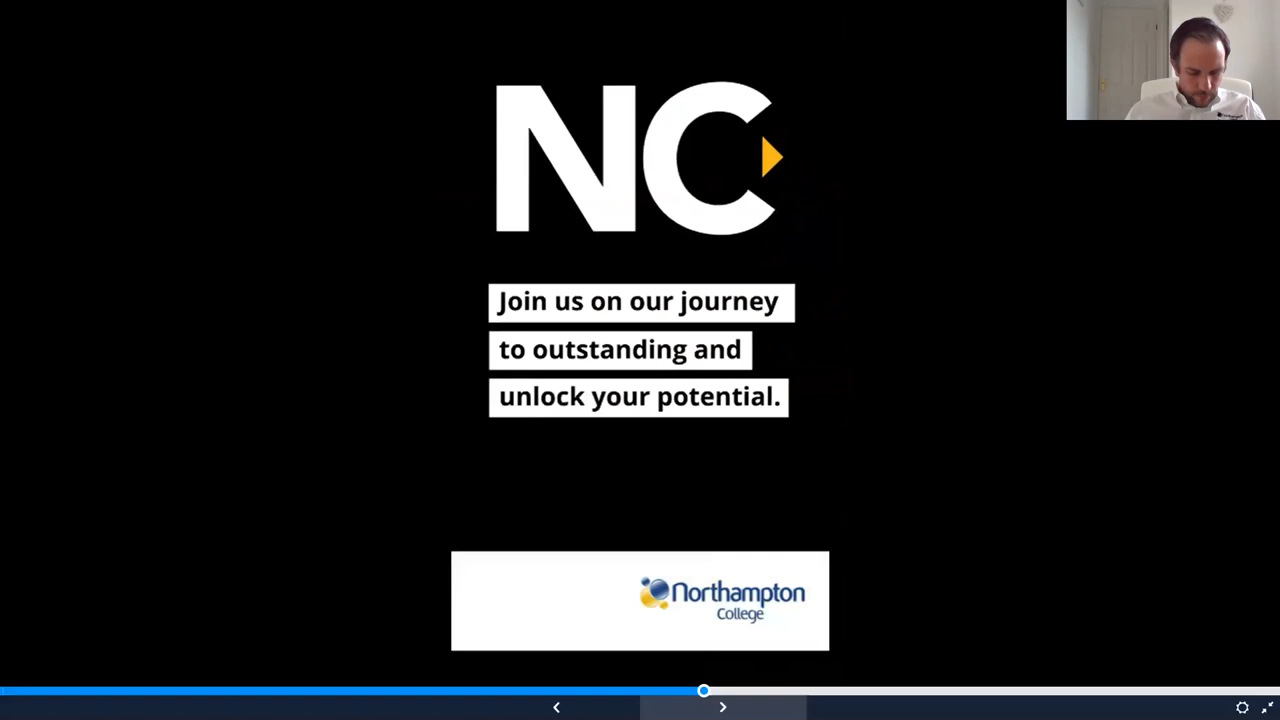 NC
Join us on our journey
to outstanding and
unlock your potential.
Northampton
College